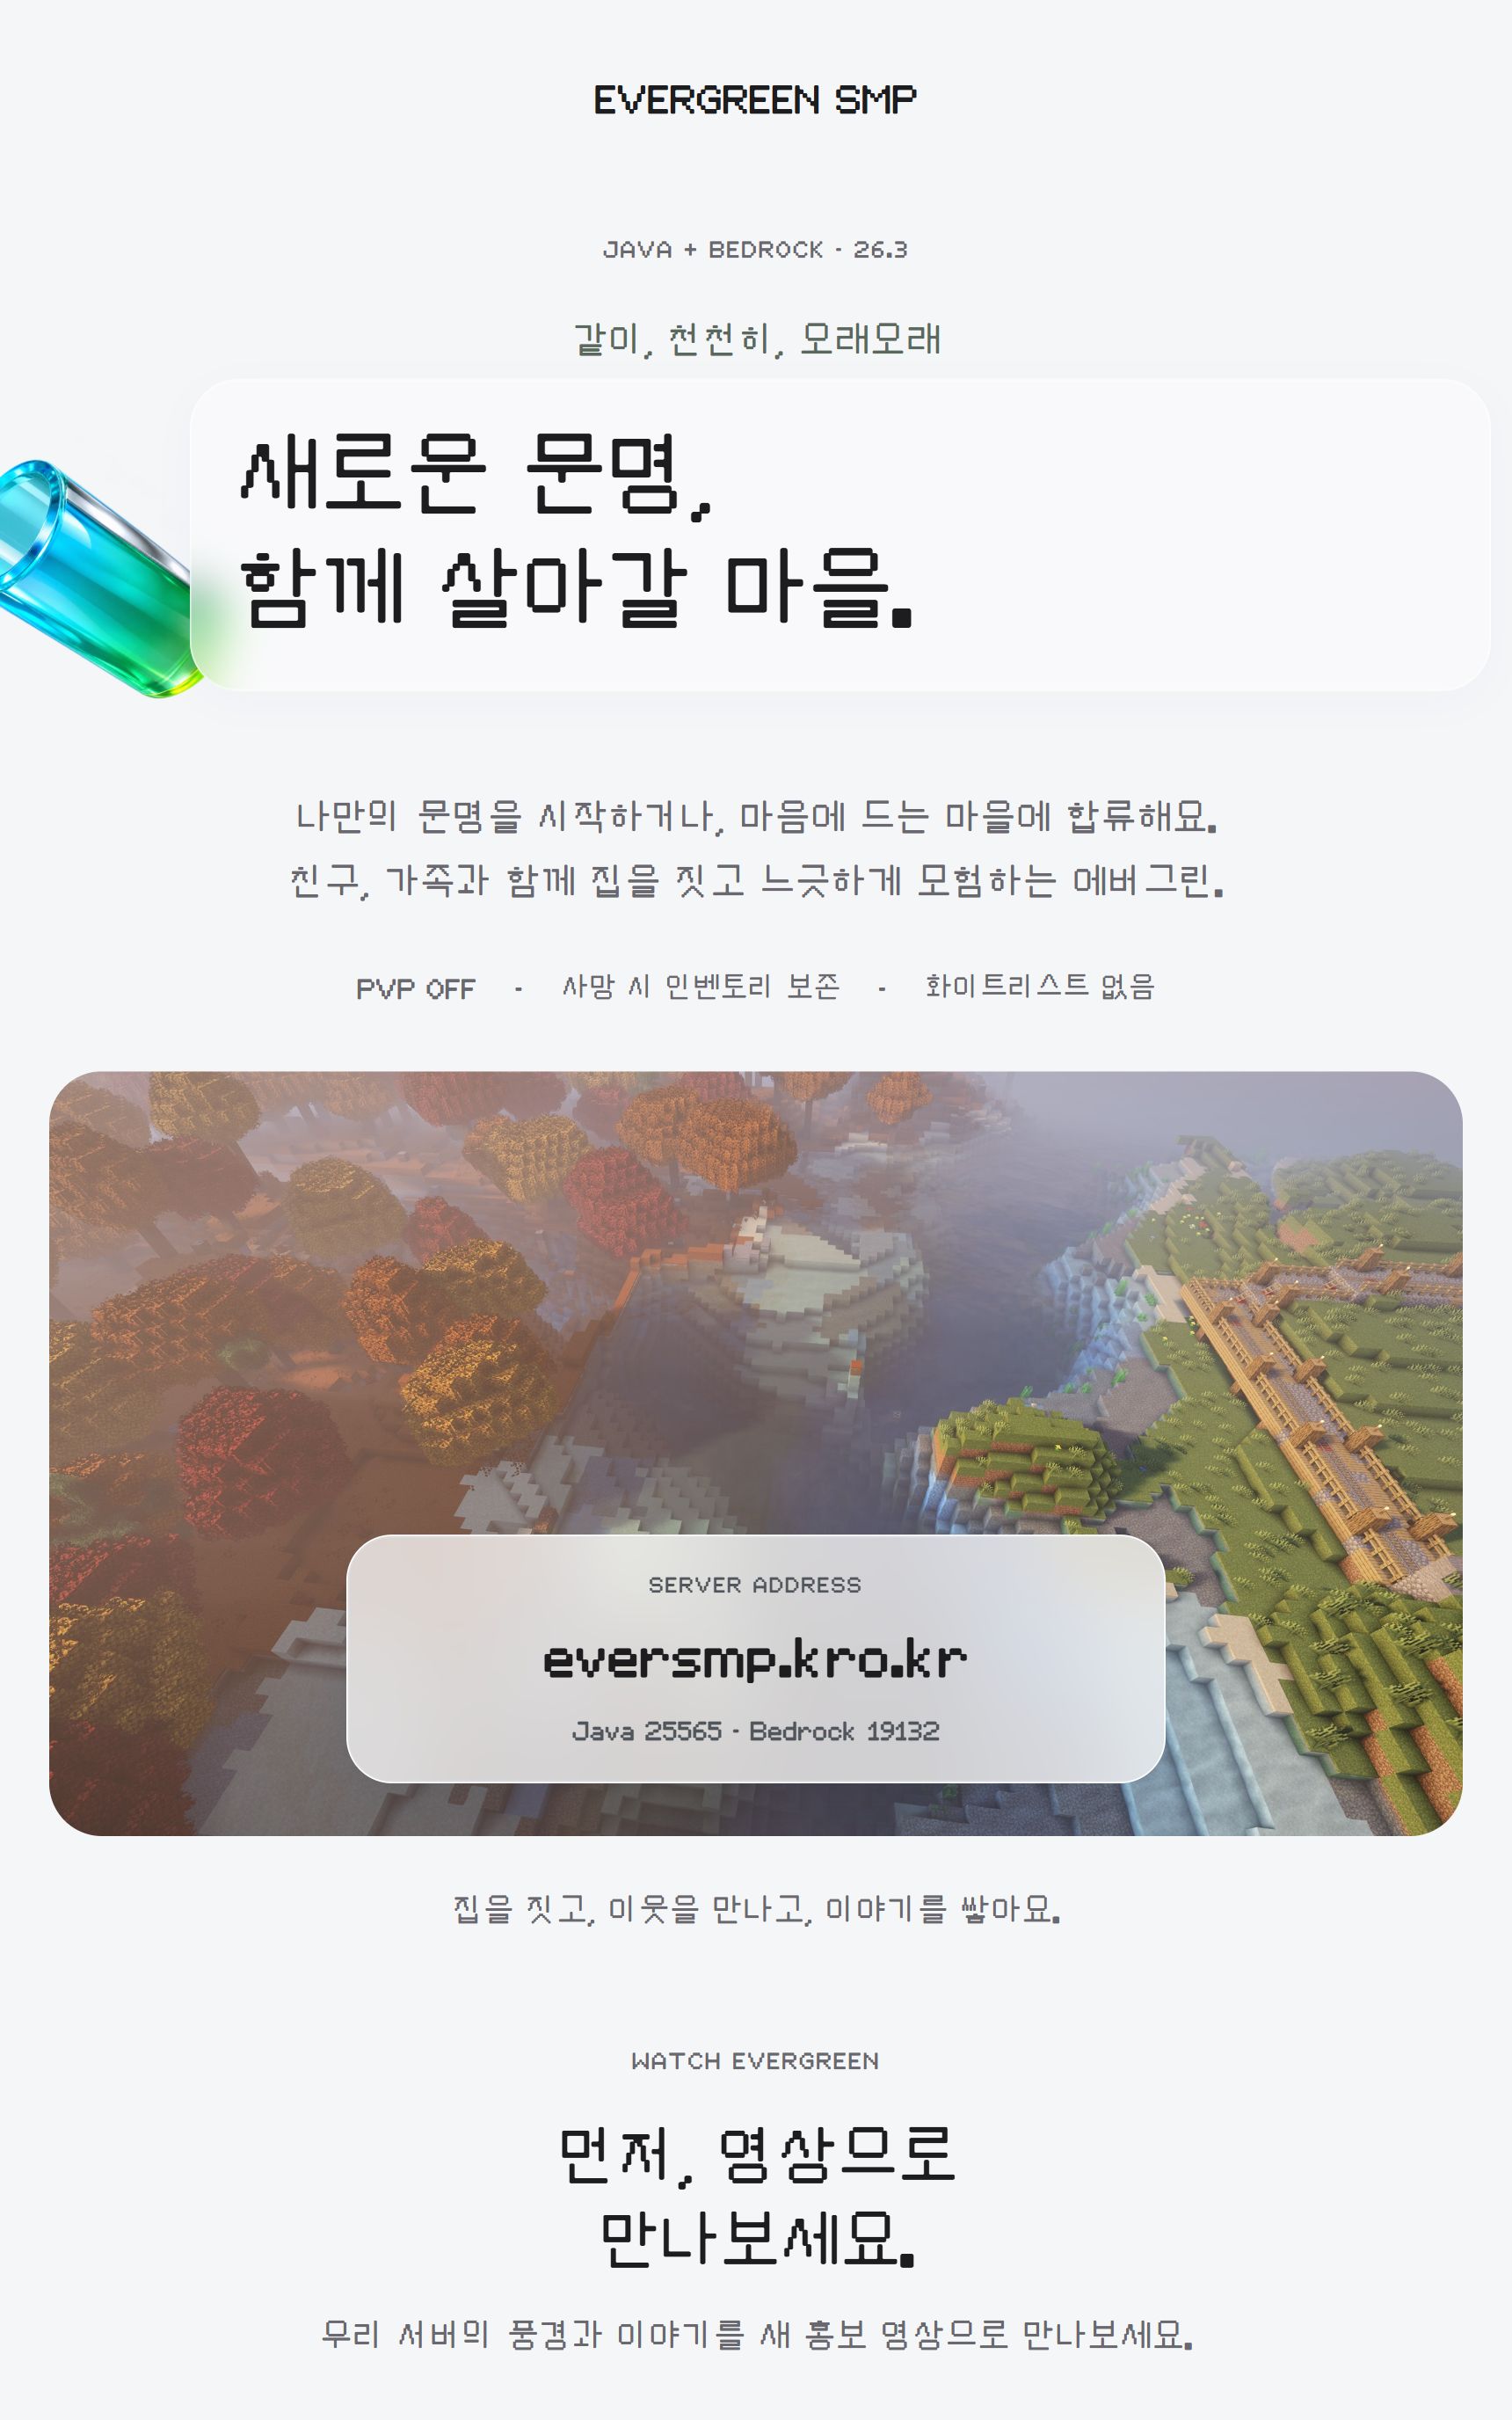 EVERGREEN SMP
JAVA + BEDROCK · 26.3
같이, 천천히, 오래오래
새로운 문명,
함께 살아갈 마을.
나만의 문명을 시작하거나, 마음에 드는 마을에 합류해요.
친구, 가족과 함께 집을 짓고 느긋하게 모험하는 에버그린.
PVP OFF · 사망 시 인벤토리 보존 · 화이트리스트 없음
SERVER ADDRESS
eversmp.kro.kr
Java 25565 · Bedrock 19132
집을 짓고, 이웃을 만나고, 이야기를 쌓아요.
WATCH EVERGREEN
먼저, 영상으로
만나보세요.
우리 서버의 풍경과 이야기를 새 홍보 영상으로 만나보세요.